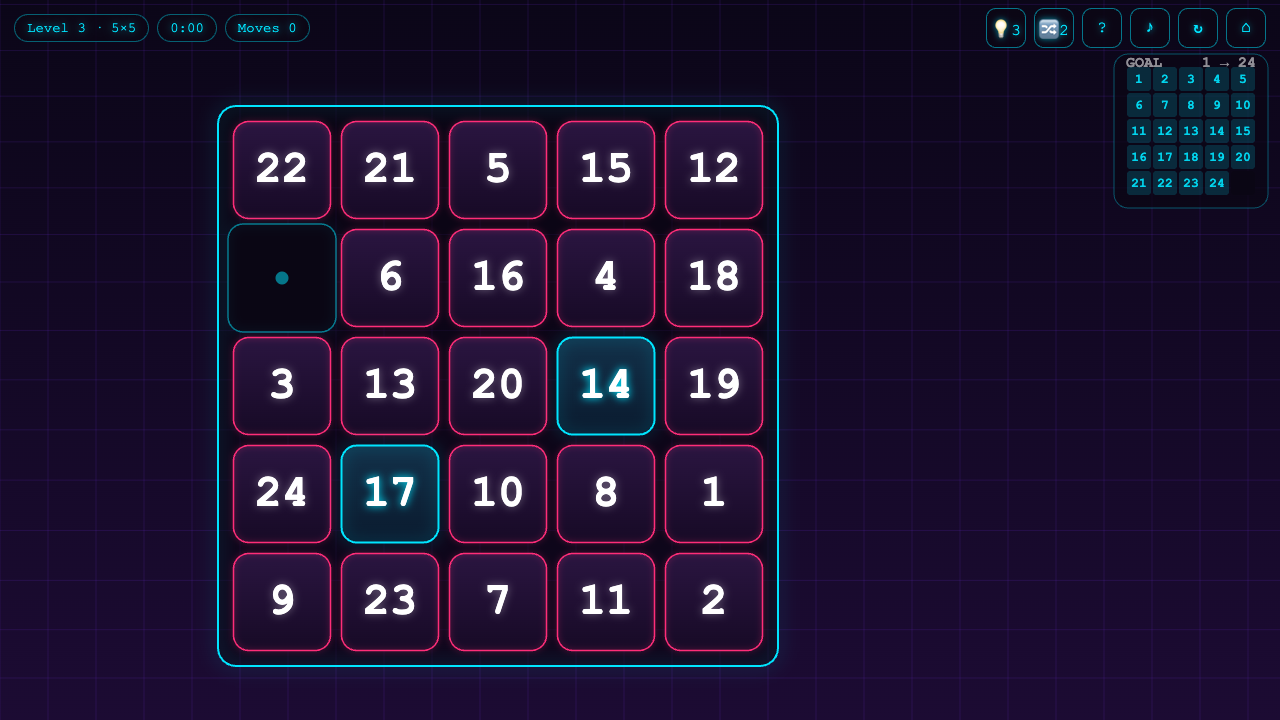 Level 3 · 5×5 0:00 Moves 0 3 2 ? ♪ ↻ ⌂
GOAL 1 → 24
1 2 3 4 5
6 7 8 9 10
11 12 13 14 15
16 17 18 19 20
21 22 23 24
22 21 5 15 12
6 16 4 18
3 13 20 14 19
24 17 10 8 1
9 23 7 11 2